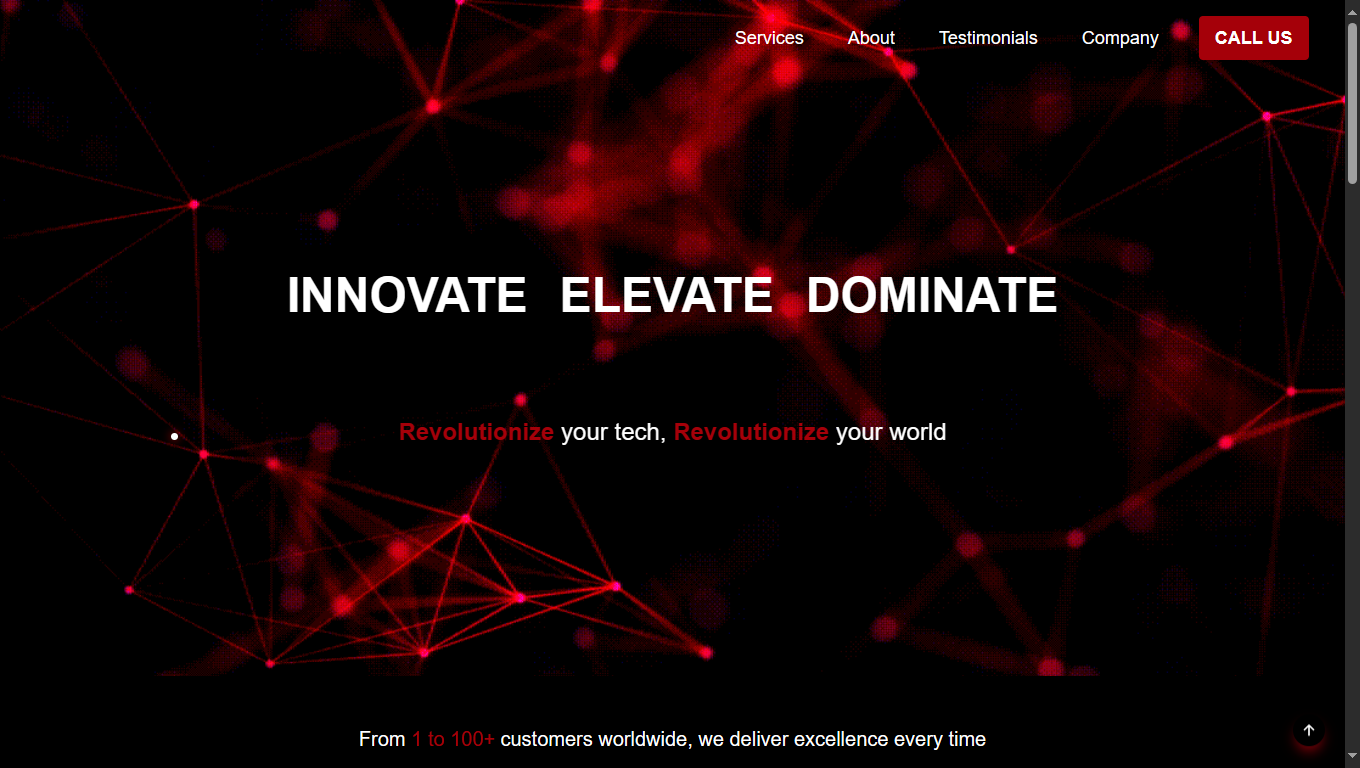 Services About Testimonials Company CALL US
INNOVATE ELEVATE DOMINATE
Revolutionize your tech, Revolutionize your world
From 1 to 100+ customers worldwide, we deliver excellence every time